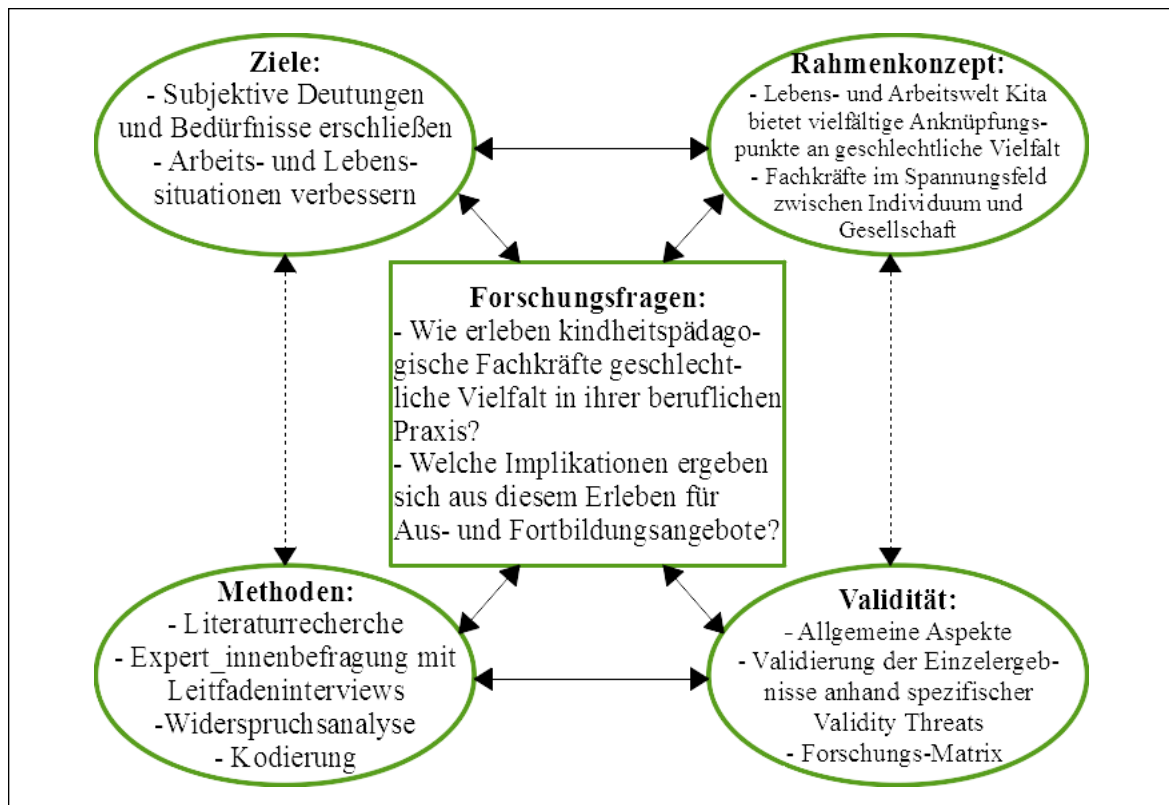 Ziele:
- Subjektive Deutungen
und Bedürfnisse erschließen
- Arbeits- und Lebens-
situationen verbessern
Rahmenkonzept:
- Lebens- und Arbeitswelt Kita
bietet vielfältige Anknüpfungs-
punkte an geschlechtliche Vielfalt
- Fachkräfte im Spannungsfeld
zwischen Individuum und
Gesellschaft
Forschungsfragen:
- Wie erleben kindheitspädago-
gische Fachkräfte geschlecht-
liche Vielfalt in ihrer beruflichen
Praxis?
- Welche Implikationen ergeben
sich aus diesem Erleben für
Aus- und Fortbildungsangebote?
Methoden:
- Literaturrecherche
- Expert_innenbefragung mit
Leitfadeninterviews
-Widerspruchsanalyse
- Kodierung
Validität:
- Allgemeine Aspekte
- Validierung der Einzelergeb-
nisse anhand spezifischer
Validity Threats
- Forschungs-Matrix